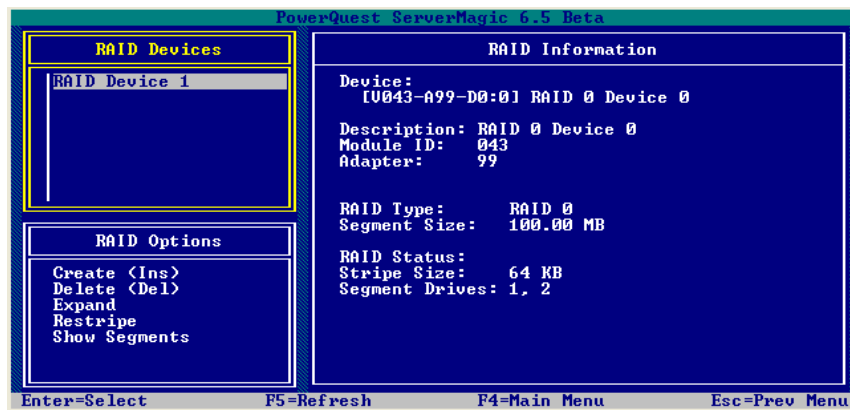 PowerQuest ServerMagic 6.5 Beta
RAID Devices
RAID Device 1
RAID Options
Create (Ins)
Delete (Del)
Expand
Restripe
Show Segments
RAID Information
Device:
[V043-A99-D0:0] RAID 0 Device 0
Description: RAID 0 Device 0
Module ID: 043
Adapter: 99
RAID Type: RAID 0
Segment Size: 100.00 MB
RAID Status:
Stripe Size: 64 KB
Segment Drives: 1, 2
Enter=Select F5=Refresh F4=Main Menu Esc=Prev Menu